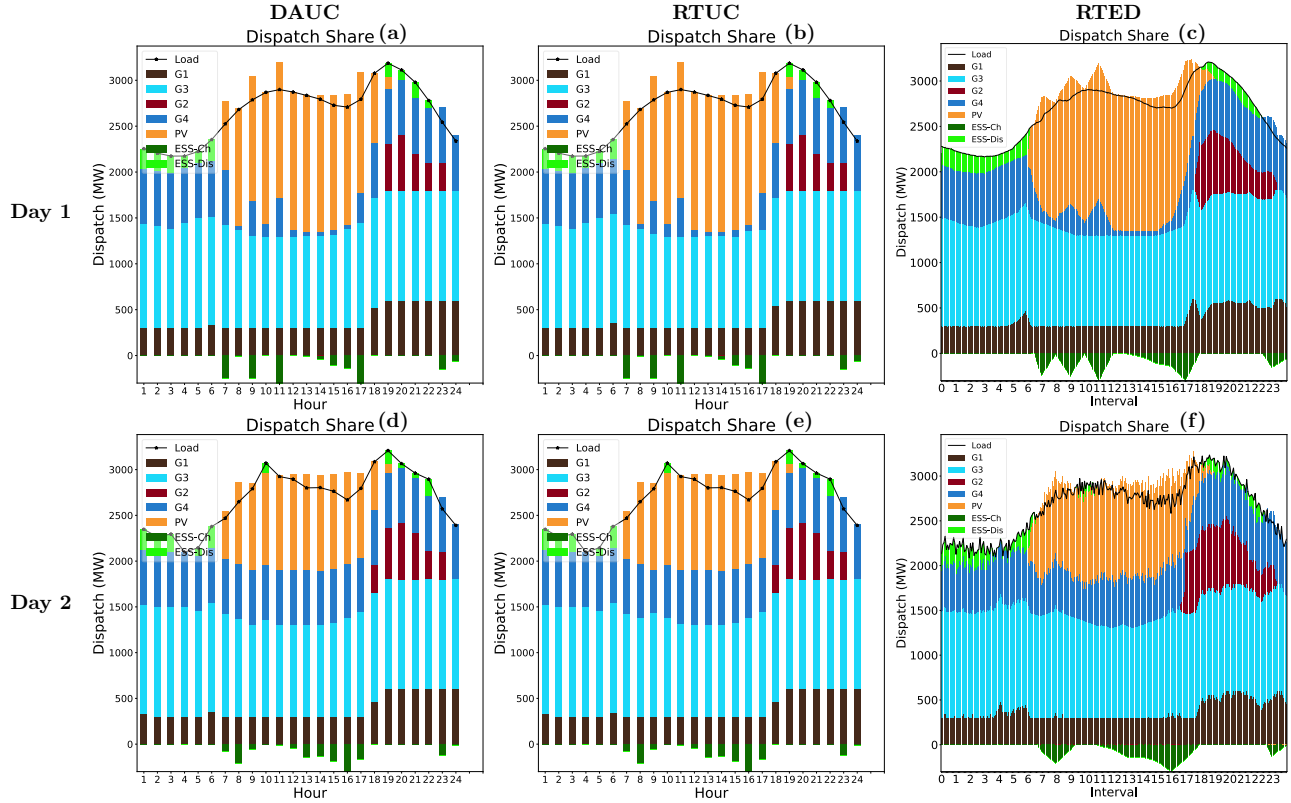 DAUC RTUC RTED
Dispatch Share (a) Dispatch Share (b) Dispatch Share (c)
Day 1
Dispatch (MW)
3000
2500
2000
1500
1000
500
0
Load
G1
G3
G2
G4
PV
ESS-Ch
ESS-Dis
1 2 3 4 5 6 7 8 9 10 11 12 13 14 15 16 17 18 19 20 21 22 23 24
Hour
Dispatch (MW)
3000
2500
2000
1500
1000
500
0
Load
G1
G3
G2
G4
PV
ESS-Ch
ESS-Dis
1 2 3 4 5 6 7 8 9 10 11 12 13 14 15 16 17 18 19 20 21 22 23 24
Hour
Dispatch (MW)
3000
2500
2000
1500
1000
500
0
Load
G1
G3
G2
G4
PV
ESS-Ch
ESS-Dis
0 1 2 3 4 5 6 7 8 9 10 11 12 13 14 15 16 17 18 19 20 21 22 23
Interval
Dispatch Share (d) Dispatch Share (e) Dispatch Share (f)
Day 2
Dispatch (MW)
3000
2500
2000
1500
1000
500
0
Load
G1
G3
G2
G4
PV
ESS-Ch
ESS-Dis
1 2 3 4 5 6 7 8 9 10 11 12 13 14 15 16 17 18 19 20 21 22 23 24
Hour
Dispatch (MW)
3000
2500
2000
1500
1000
500
0
Load
G1
G3
G2
G4
PV
ESS-Ch
ESS-Dis
1 2 3 4 5 6 7 8 9 10 11 12 13 14 15 16 17 18 19 20 21 22 23 24
Hour
Dispatch (MW)
3000
2500
2000
1500
1000
500
0
Load
G1
G3
G2
G4
PV
ESS-Ch
ESS-Dis
0 1 2 3 4 5 6 7 8 9 10 11 12 13 14 15 16 17 18 19 20 21 22 23
Interval